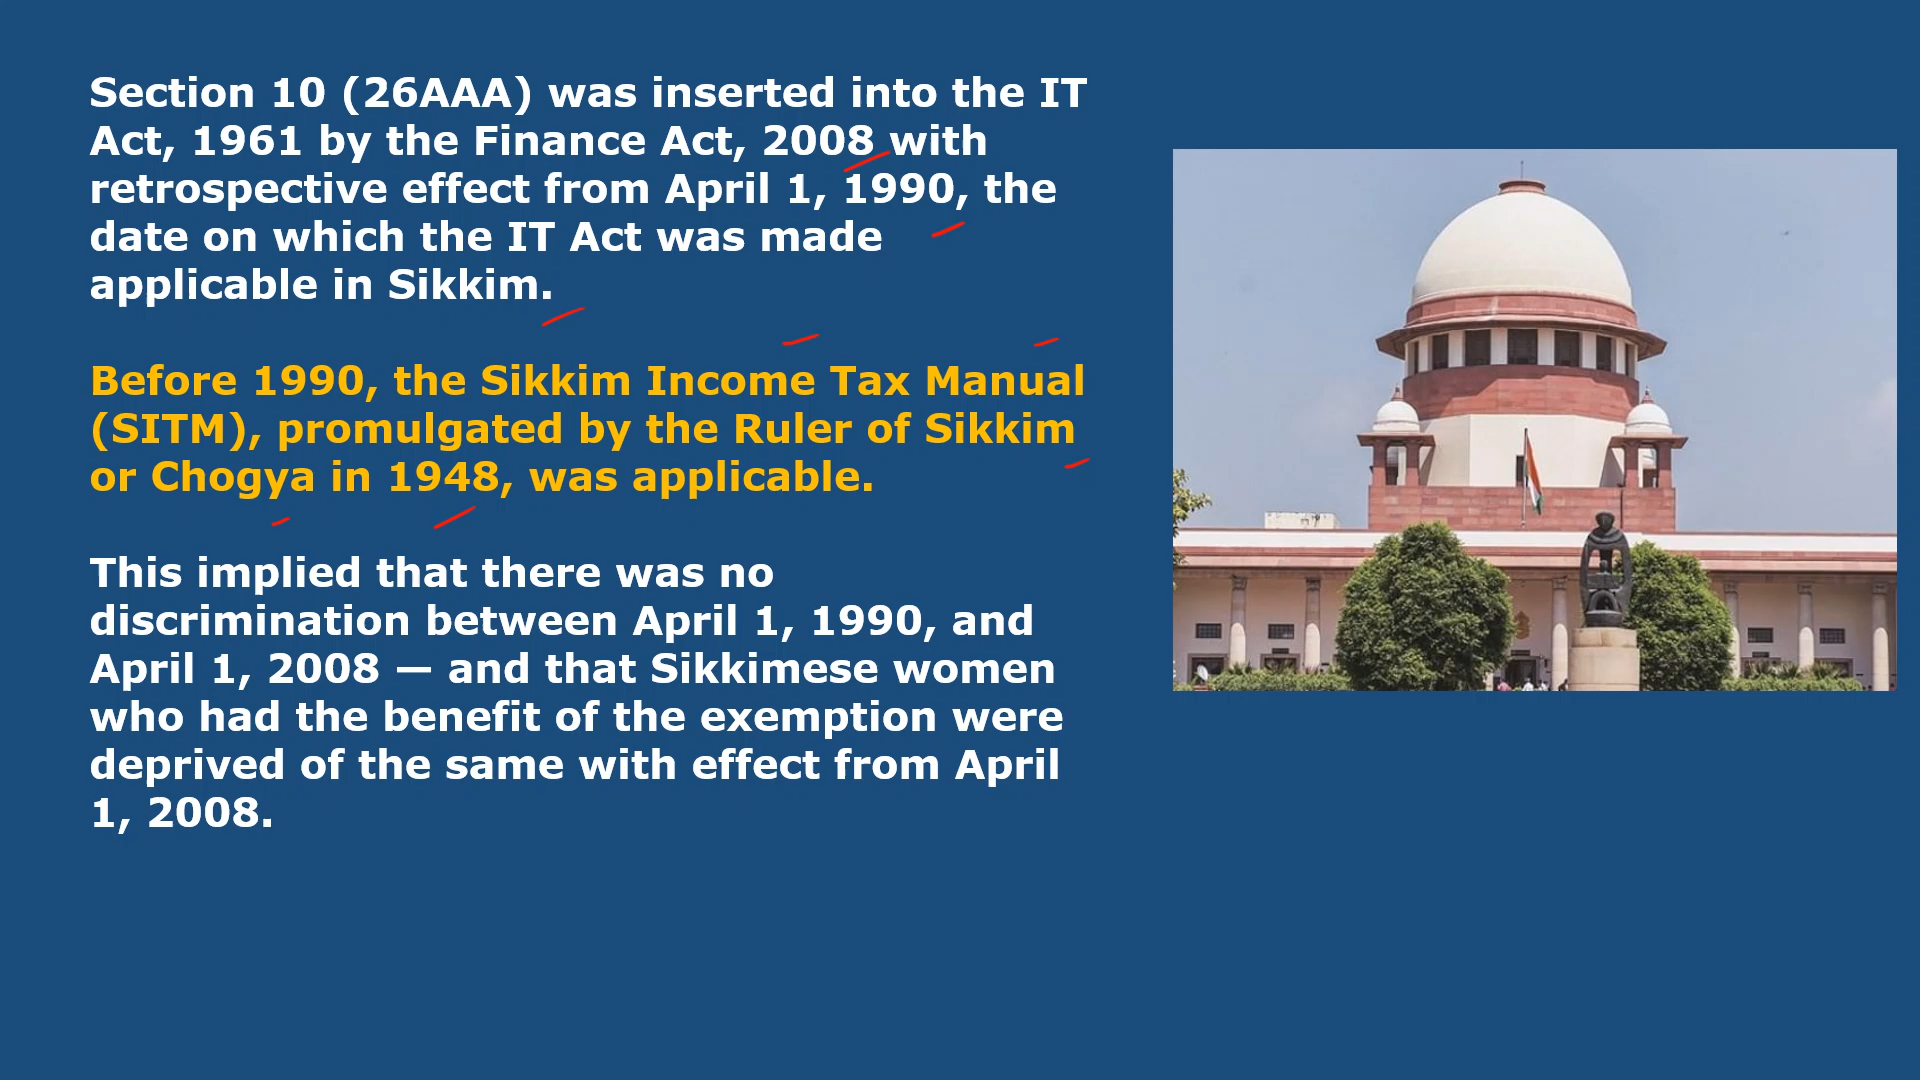 Section 10 (26AAA) was inserted into the IT
Act, 1961 by the Finance Act, 2008 with
retrospective effect from April 1, 1990, the
date on which the IT Act was made
applicable in Sikkim.
Before 1990, the Sikkim Income Tax Manual
(SITM), promulgated by the Ruler of Sikkim
or Chogya in 1948, was applicable.
This implied that there was no
discrimination between April 1, 1990, and
April 1, 2008 — and that Sikkimese women
who had the benefit of the exemption were
deprived of the same with effect from April
1, 2008.